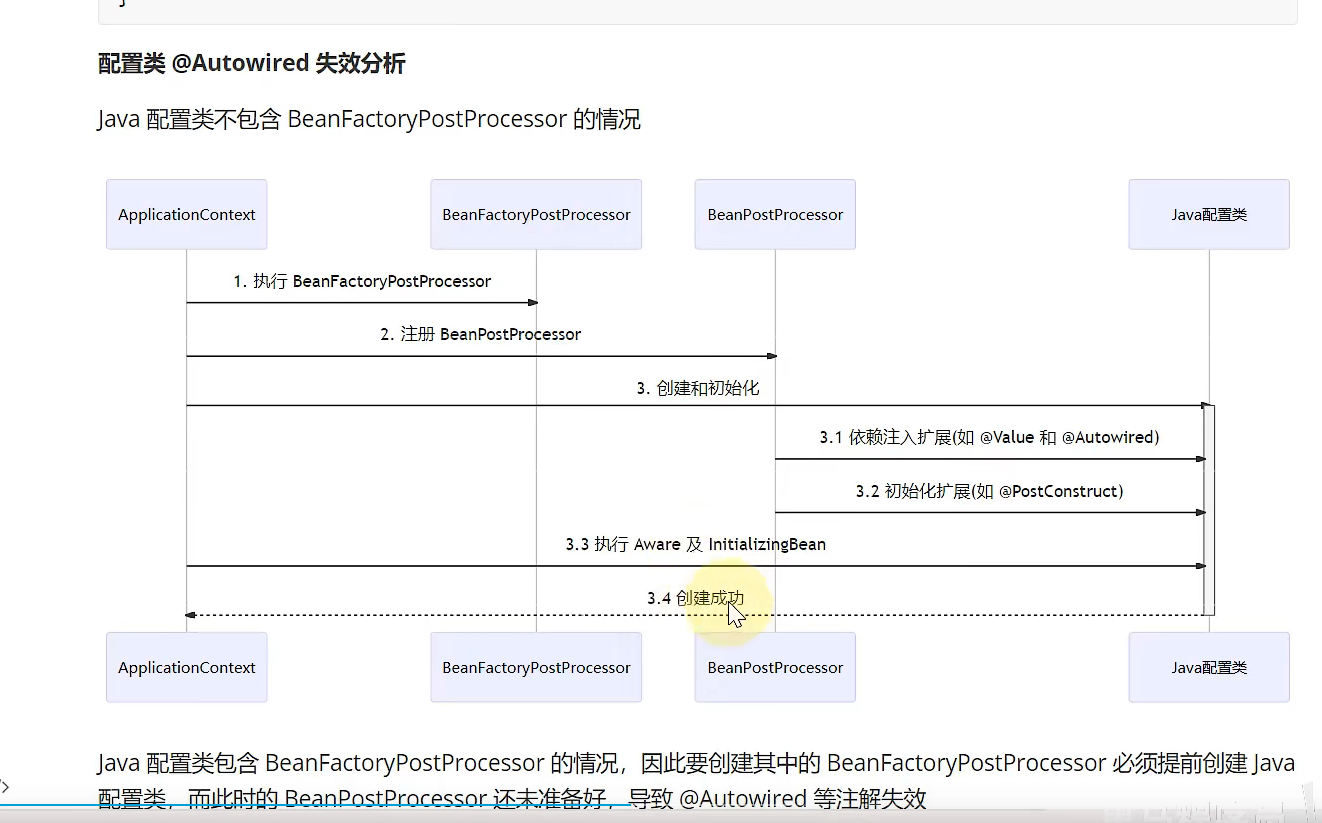 }
配置类 @Autowired 失效分析
Java 配置类不包含 BeanFactoryPostProcessor 的情况
ApplicationContext
BeanFactoryPostProcessor
BeanPostProcessor
Java配置类
1. 执行 BeanFactoryPostProcessor
2. 注册 BeanPostProcessor
3. 创建和初始化
3.1 依赖注入扩展(如 @Value 和 @Autowired)
3.2 初始化扩展(如 @PostConstruct)
3.3 执行 Aware 及 InitializingBean
3.4 创建成功
ApplicationContext
BeanFactoryPostProcessor
BeanPostProcessor
Java配置类
Java 配置类包含 BeanFactoryPostProcessor 的情况，因此要创建其中的 BeanFactoryPostProcessor 必须提前创建 Java
配置类，而此时的 BeanPostProcessor 还未准备好，导致 @Autowired 等注解失效